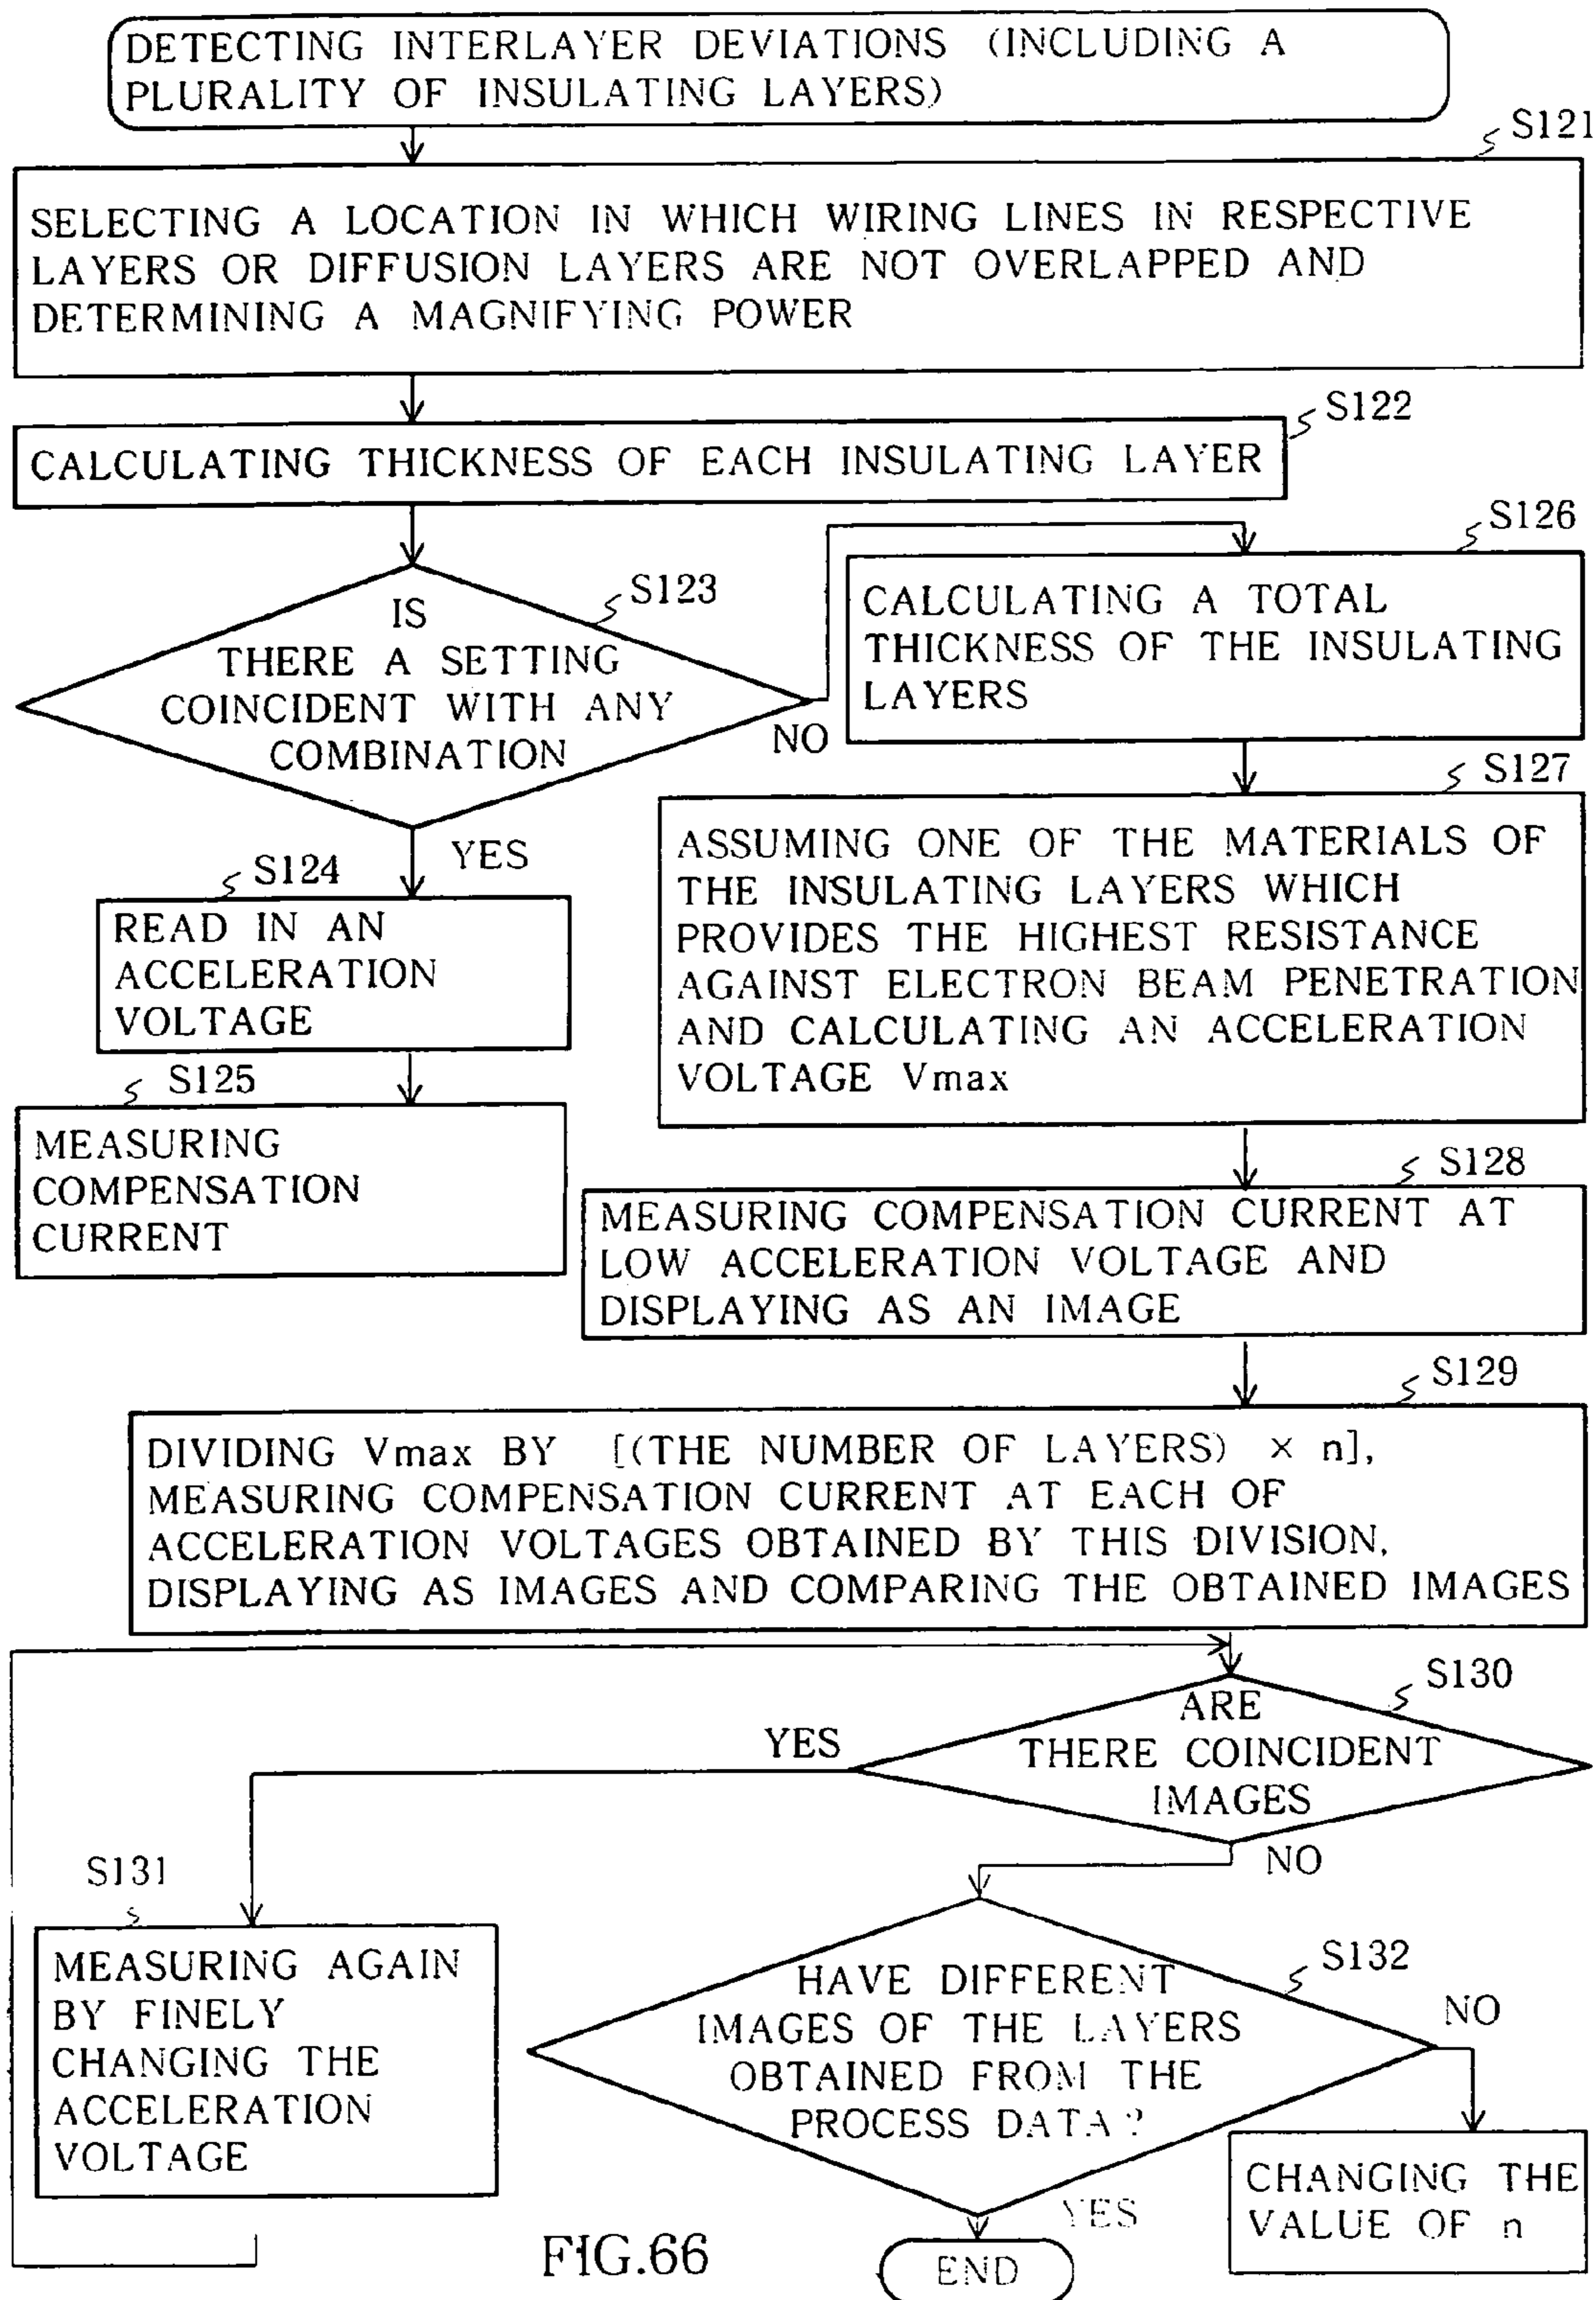 DETECTING INTERLAYER DEVIATIONS (INCLUDING A
PLURALITY OF INSULATING LAYERS)
S121
SELECTING A LOCATION IN WHICH WIRING LINES IN RESPECTIVE
LAYERS OR DIFFUSION LAYERS ARE NOT OVERLAPPED AND
DETERMINING A MAGNIFYING POWER
S122
CALCULATING THICKNESS OF EACH INSULATING LAYER
S123
IS
THERE A SETTING
COINCIDENT WITH ANY
COMBINATION
NO
YES
S124
READ IN AN
ACCELERATION
VOLTAGE
S125
MEASURING
COMPENSATION
CURRENT
S126
CALCULATING A TOTAL
THICKNESS OF THE INSULATING
LAYERS
S127
ASSUMING ONE OF THE MATERIALS OF
THE INSULATING LAYERS WHICH
PROVIDES THE HIGHEST RESISTANCE
AGAINST ELECTRON BEAM PENETRATION
AND CALCULATING AN ACCELERATION
VOLTAGE Vmax
S128
MEASURING COMPENSATION CURRENT AT
LOW ACCELERATION VOLTAGE AND
DISPLAYING AS AN IMAGE
S129
DIVIDING Vmax BY [(THE NUMBER OF LAYERS) × n],
MEASURING COMPENSATION CURRENT AT EACH OF
ACCELERATION VOLTAGES OBTAINED BY THIS DIVISION,
DISPLAYING AS IMAGES AND COMPARING THE OBTAINED IMAGES
S130
ARE
THERE COINCIDENT
IMAGES
YES
NO
S131
MEASURING AGAIN
BY FINELY
CHANGING THE
ACCELERATION
VOLTAGE
S132
HAVE DIFFERENT
IMAGES OF THE LAYERS
OBTAINED FROM THE
PROCESS DATA?
NO
CHANGING THE
VALUE OF n
YES
END
FIG.66